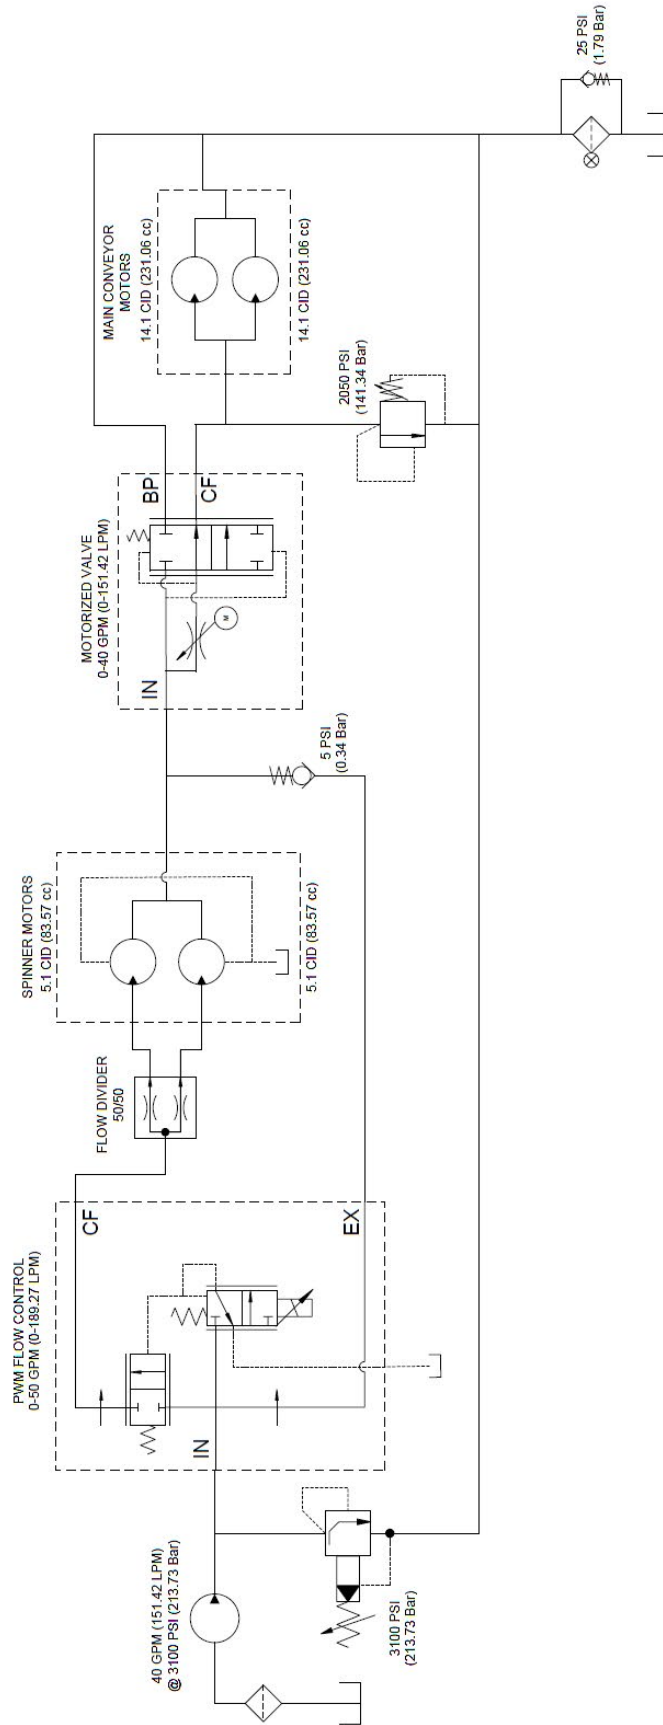 40 GPM (151.42 LPM)
@ 3100 PSI (213.73 Bar)
3100 PSI
(213.73 Bar)
PWM FLOW CONTROL
0-50 GPM (0-189.27 LPM)
IN
CF
EX
FLOW DIVIDER
50/50
SPINNER MOTORS
5.1 CID (83.57 cc)
5.1 CID (83.57 cc)
5 PSI
(0.34 Bar)
MOTORIZED VALVE
0-40 GPM (0-151.42 LPM)
IN
M
BP
CF
2050 PSI
(141.34 Bar)
MAIN CONVEYOR
MOTORS
14.1 CID (231.06 cc)
14.1 CID (231.06 cc)
25 PSI
(1.79 Bar)